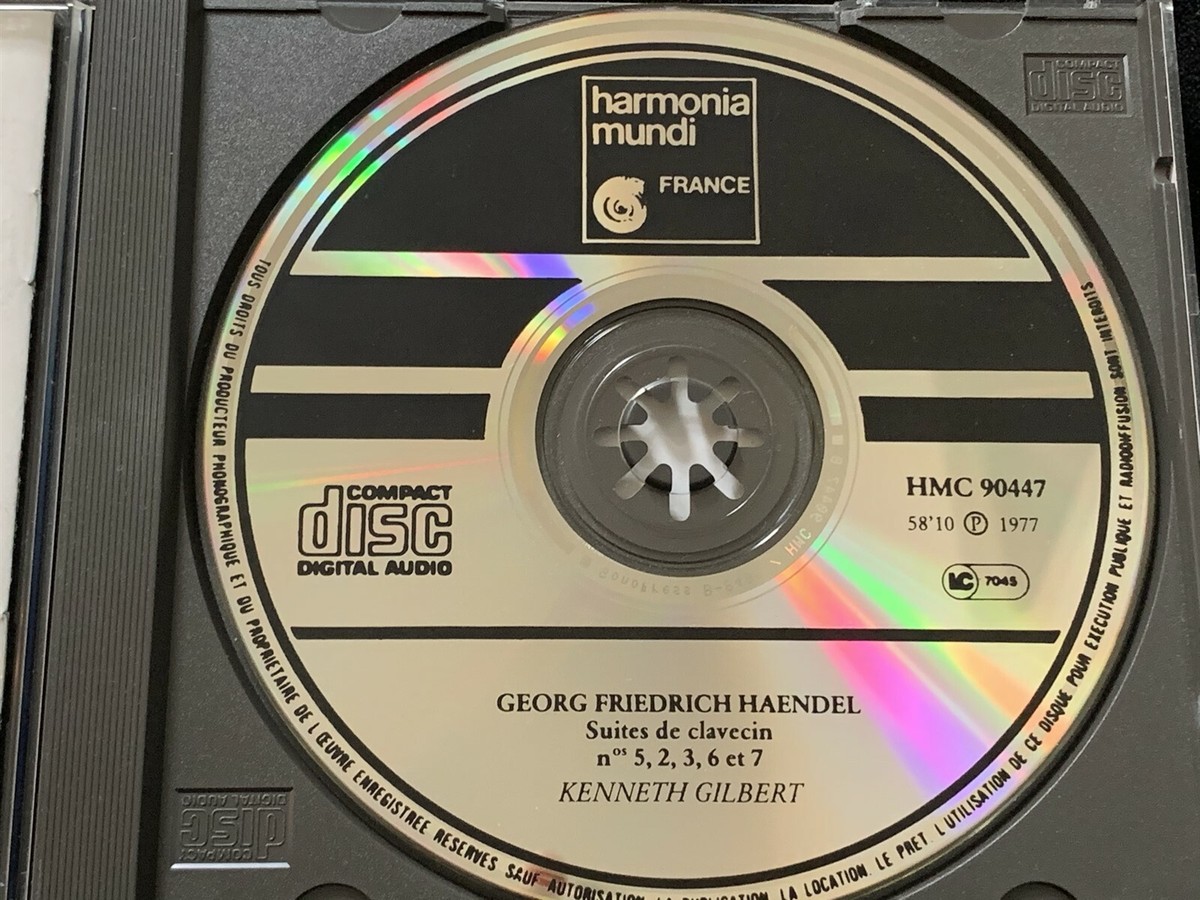 harmonia
mundi
FRANCE
COMPACT
disc
DIGITAL AUDIO
COMPACT
disc
DIGITAL AUDIO
HMC 90447
58'10 Ⓟ 1977
LC 7045
GEORG FRIEDRICH HAENDEL
Suites de clavecin
nos 5, 2, 3, 6 et 7
KENNETH GILBERT
TOUS DROITS DU PRODUCTEUR PHONOGRAPHIQUE ET DU PROPRIETAIRE DE L'ŒUVRE ENREGISTREE RESERVES SAUF AUTORISATION LA PUBLICATION, LA LOCATION. LE PRET. L'UTILISATION DE CE DISQUE POUR EXECUTION PUBLIQUE ET RADIODIFFUSION SONT INTERDITS
COMPACT
disc
DIGITAL AUDIO